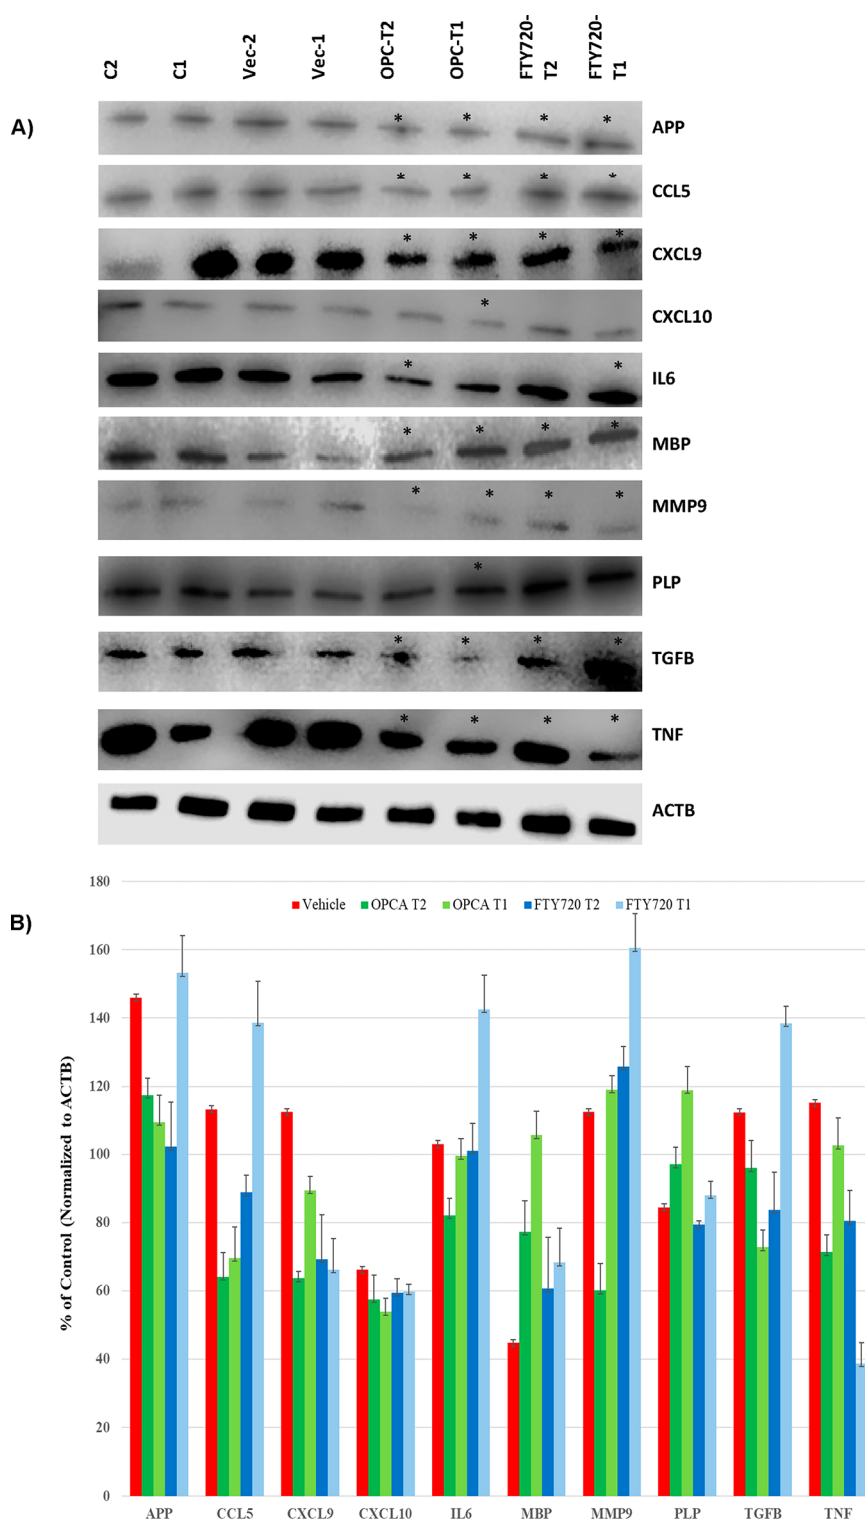 C2 C1 Vec-2 Vec-1 OPC-T2 OPC-T1 FTY720-T2 FTY720-T1
A)
* * * * APP
* * * * CCL5
* * * * CXCL9
* CXCL10
* * IL6
* * * * MBP
* * * * MMP9
* PLP
* * * * TGFB
* * * * TNF
ACTB
B)
180
Vehicle OPCA T2 OPCA T1 FTY720 T2 FTY720 T1
160
140
120
100
80
60
40
20
0
% of Control (Normalized to ACTB)
APP CCL5 CXCL9 CXCL10 IL6 MBP MMP9 PLP TGFB TNF